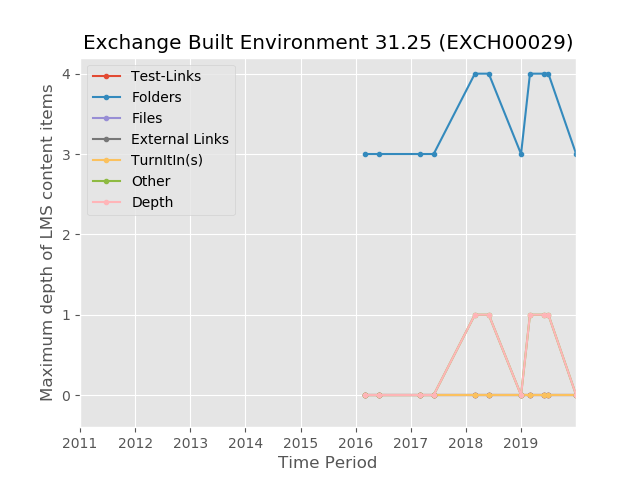 Exchange Built Environment 31.25 (EXCH00029)
Test-Links
Folders
Files
External Links
TurnItIn(s)
Other
Depth
Maximum depth of LMS content items
4
3
2
1
0
2011 2012 2013 2014 2015 2016 2017 2018 2019
Time Period